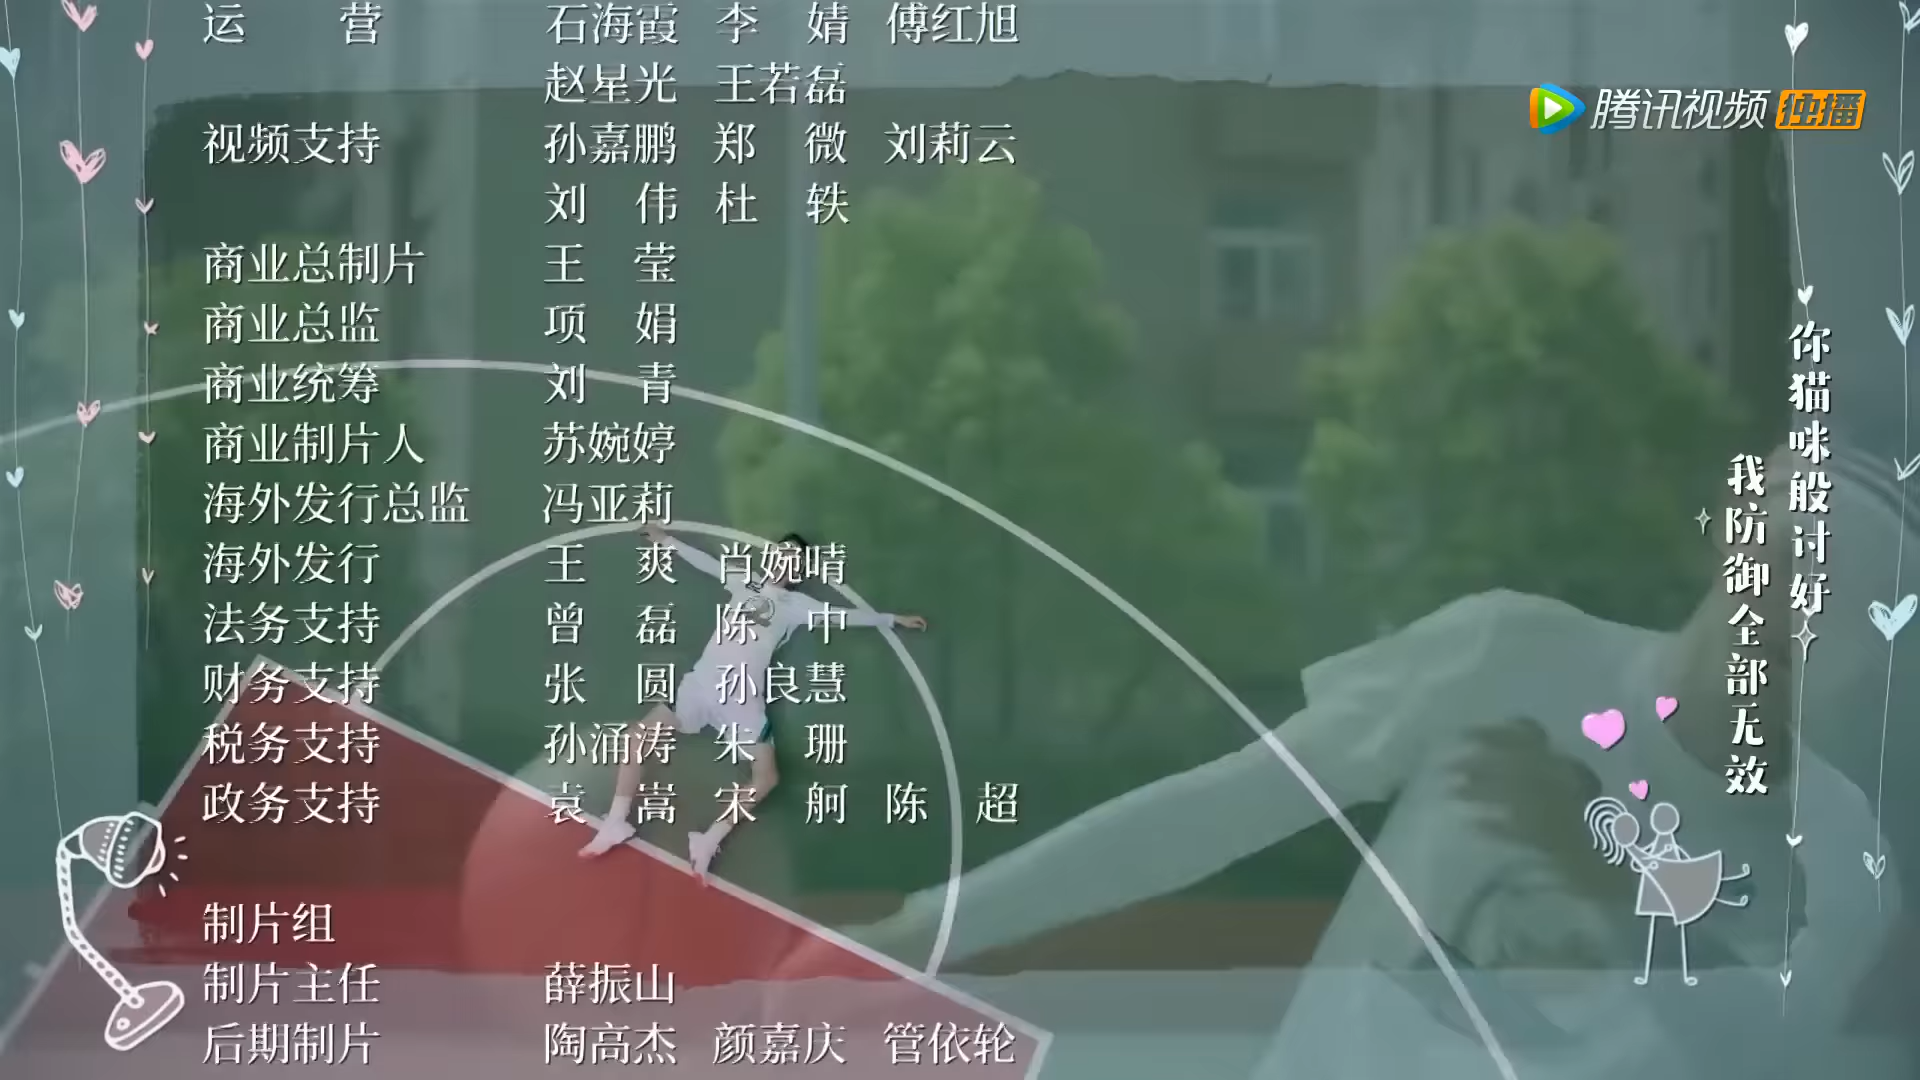 运营 石海霞 李婧 傅红旭
赵星光 王若磊
视频支持 孙嘉鹏 郑微 刘莉云
刘伟 杜轶
商业总制片 王莹
商业总监 项娟
商业统筹 刘青
商业制片人 苏婉婷
海外发行总监 冯亚莉
海外发行 王爽 肖婉晴
法务支持 曾磊 陈中
财务支持 张圆 孙良慧
税务支持 孙涌涛 朱珊
政务支持 袁嵩 宋舸 陈超
制片组
制片主任 薛振山
后期制片 陶高杰 颜嘉庆 管依轮
腾讯视频 独播
你猫咪般讨好
我防御全部无效